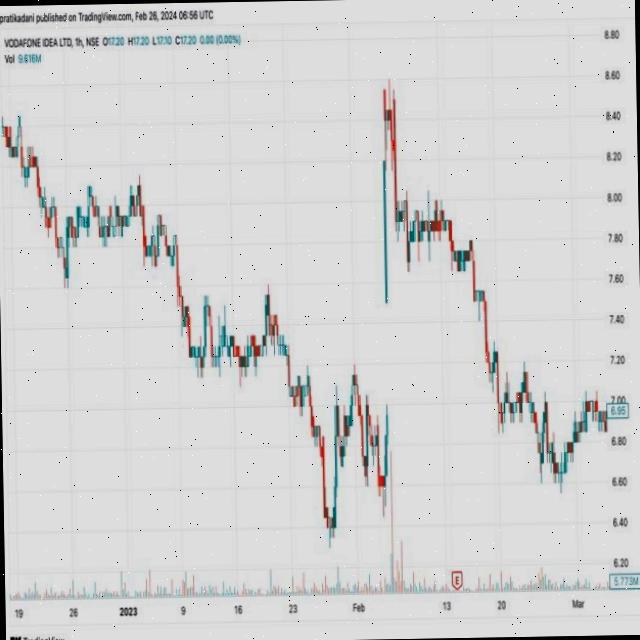 pratikadani published on TradingView.com, Feb 26, 2024 06:56 UTC
VODAFONE IDEA LTD, 1h, NSE O17.20 H17.20 L17.10 C17.20 0.00 (0.00%)
Vol 9.616M
8.80
8.60
8.40
8.20
8.00
7.80
7.60
7.40
7.20
7.00
6.95
6.80
6.60
6.40
6.20
5.773M
E
19 26 2023 9 16 23 Feb 13 20 Mar
TradingView